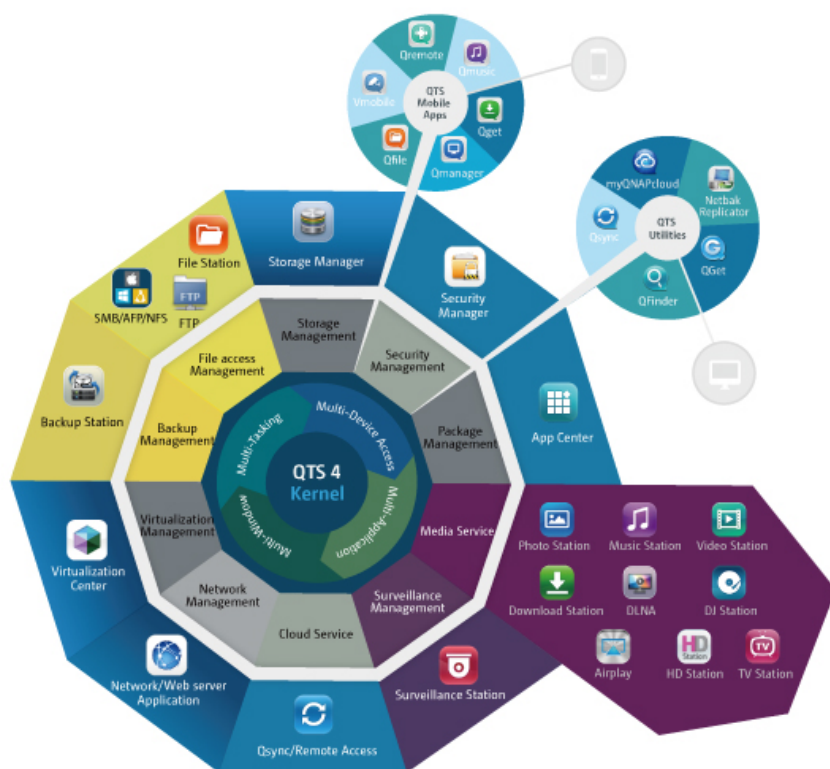 Qremote
Qmusic
Vmobile
QTS
Mobile
Apps
Qget
Qfile
Qmanager
myQNAPcloud
Netbak
Replicator
Qsync
QTS
Utilities
QGet
QFinder
File Station
Storage Manager
SMB/AFP/NFS
FTP
FTP
Security
Manager
Storage
Management
File access
Management
Security
Management
Backup Station
Backup
Management
Multi-Tasking
Multi-Device Access
Package
Management
App Center
QTS 4
Kernel
Virtualization
Management
Multi-Window
Multi-Application
Media Service
Virtualization
Center
Network
Management
Surveillance
Management
Cloud Service
Photo Station
Music Station
Video Station
Download Station
DLNA
DJ Station
HD
Station
TV
Airplay
HD Station
TV Station
Network/Web server
Application
Surveillance Station
Qsync/Remote Access